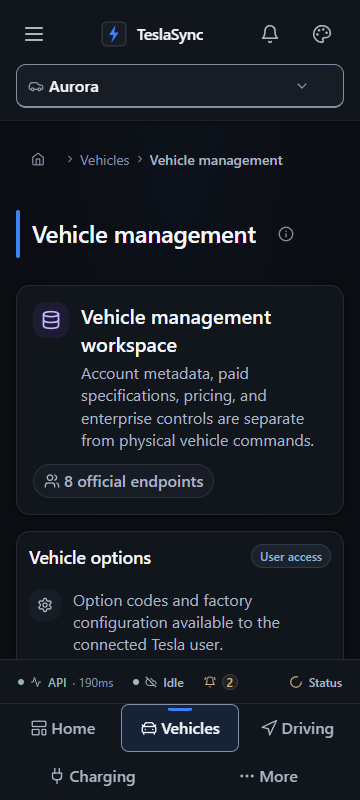 TeslaSync
Aurora
Vehicles
Vehicle management
Vehicle management
Vehicle management
workspace
Account metadata, paid
specifications, pricing, and
enterprise controls are separate
from physical vehicle commands.
8 official endpoints
Vehicle options
User access
Option codes and factory
configuration available to the
connected Tesla user.
API · 190ms
Idle
2
Status
Home
Vehicles
Driving
Charging
More